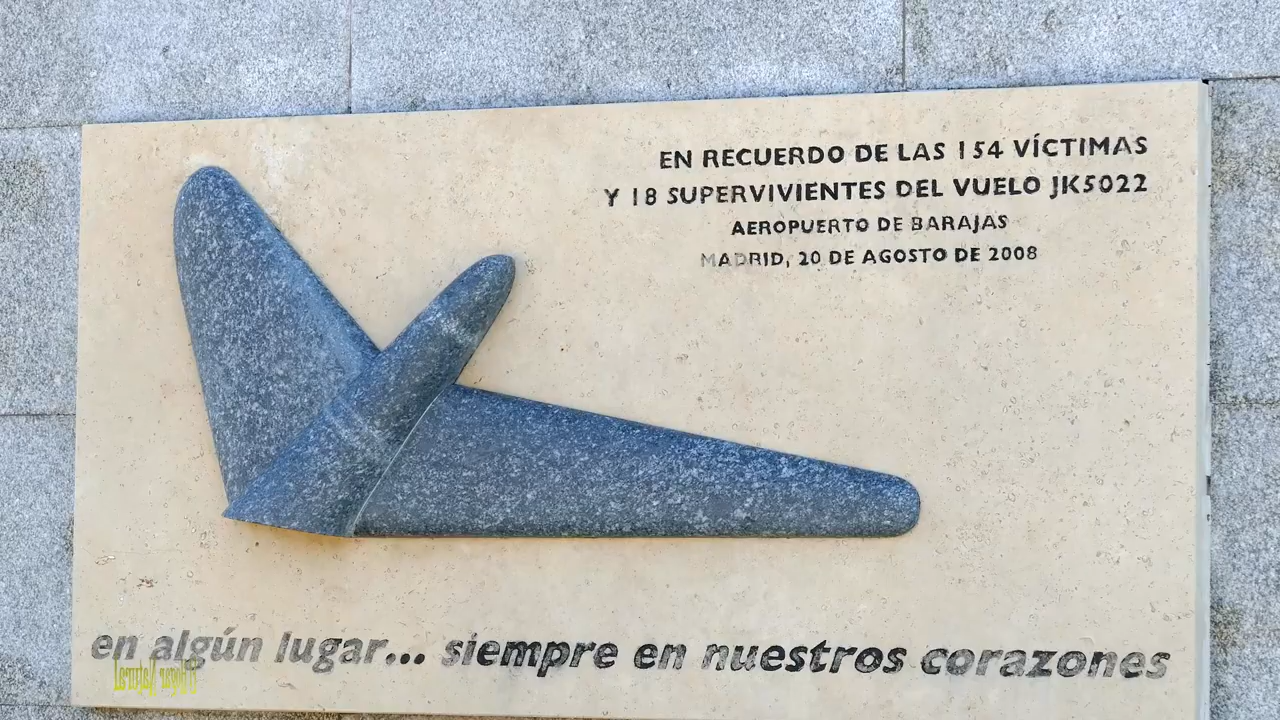 EN RECUERDO DE LAS 154 VÍCTIMAS
Y 18 SUPERVIVIENTES DEL VUELO JK5022
AEROPUERTO DE BARAJAS
MADRID, 20 DE AGOSTO DE 2008
en algún lugar... siempre en nuestros corazones